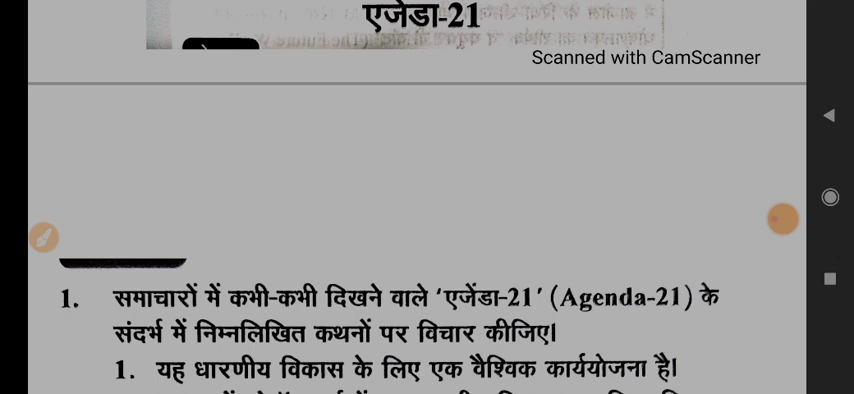 एजेंडा-21
Scanned with CamScanner
1. समाचारों में कभी-कभी दिखने वाले ‘एजेंडा-21’ (Agenda-21) के
संदर्भ में निम्नलिखित कथनों पर विचार कीजिए।
1. यह धारणीय विकास के लिए एक वैश्विक कार्ययोजना है।